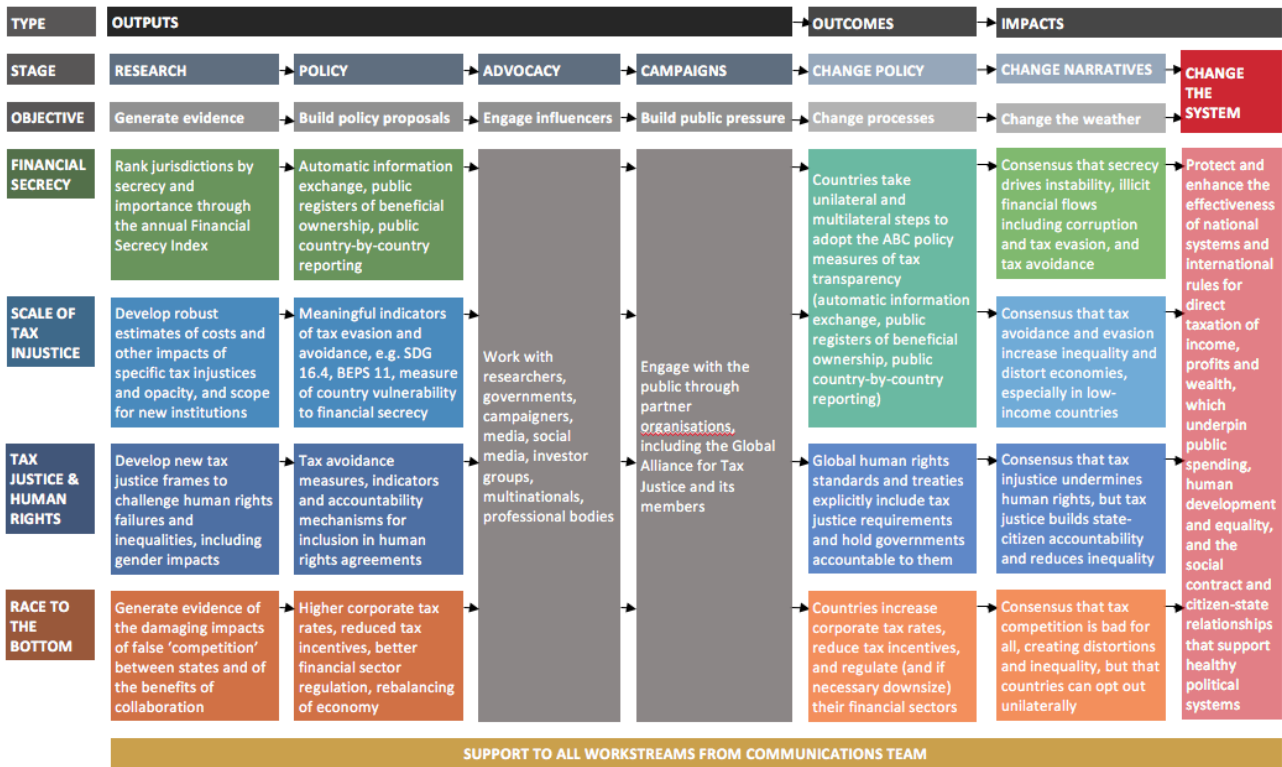 TYPE
OUTPUTS
OUTCOMES
IMPACTS
STAGE
RESEARCH
POLICY
ADVOCACY
CAMPAIGNS
CHANGE POLICY
CHANGE NARRATIVES
CHANGE
THE
SYSTEM
OBJECTIVE
Generate evidence
Build policy proposals
Engage influencers
Build public pressure
Change processes
Change the weather
FINANCIAL
SECRECY
Rank jurisdictions by
secrecy and
importance through
the annual Financial
Secrecy Index
Automatic information
exchange, public
registers of beneficial
ownership, public
country-by-country
reporting
Work with
researchers,
governments,
campaigners,
media, social
media, investor
groups,
multinationals,
professional bodies
Engage with the
public through
partner
organisations,
including the Global
Alliance for Tax
Justice and its
members
Countries take
unilateral and
multilateral steps to
adopt the ABC policy
measures of tax
transparency
(automatic information
exchange, public
registers of beneficial
ownership, public
country-by-country
reporting)
Consensus that secrecy
drives instability, illicit
financial flows
including corruption
and tax evasion, and
tax avoidance
Protect and
enhance the
effectiveness
of national
systems and
international
rules for
direct
taxation of
income,
profits and
wealth,
which
underpin
public
spending,
human
development
and equality,
and the
social
contract and
citizen-state
relationships
that support
healthy
political
systems
SCALE OF
TAX
INJUSTICE
Develop robust
estimates of costs and
other impacts of
specific tax injustices
and opacity, and scope
for new institutions
Meaningful indicators
of tax evasion and
avoidance, e.g. SDG
16.4, BEPS 11, measure
of country vulnerability
to financial secrecy
Consensus that tax
avoidance and evasion
increase inequality and
distort economies,
especially in low-
income countries
TAX
JUSTICE &
HUMAN
RIGHTS
Develop new tax
justice frames to
challenge human rights
failures and
inequalities, including
gender impacts
Tax avoidance
measures, indicators
and accountability
mechanisms for
inclusion in human
rights agreements
Global human rights
standards and treaties
explicitly include tax
justice requirements
and hold governments
accountable to them
Consensus that tax
injustice undermines
human rights, but tax
justice builds state-
citizen accountability
and reduces inequality
RACE TO
THE
BOTTOM
Generate evidence of
the damaging impacts
of false ‘competition’
between states and of
the benefits of
collaboration
Higher corporate tax
rates, reduced tax
incentives, better
financial sector
regulation, rebalancing
of economy
Countries increase
corporate tax rates,
reduce tax incentives,
and regulate (and if
necessary downsize)
their financial sectors
Consensus that tax
competition is bad for
all, creating distortions
and inequality, but that
countries can opt out
unilaterally
SUPPORT TO ALL WORKSTREAMS FROM COMMUNICATIONS TEAM